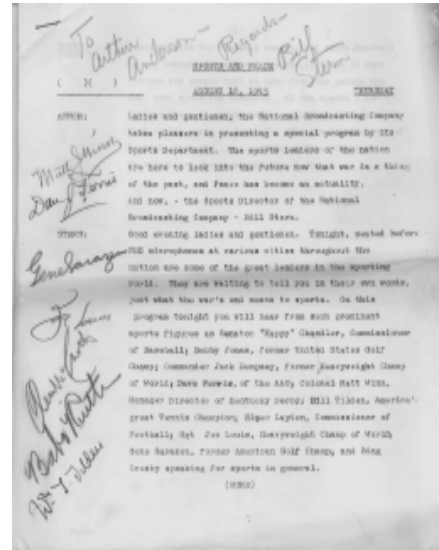 To
Arthur
Anderson -
Regards -
Bill
Stern
SPORTS AND PEACE
( X )
AUGUST 16, 1945 THURSDAY
Ladies and gentlemen, the National Broadcasting Company
takes pleasure in presenting a special program by its
Sports Department. The sports leaders of the nation
are here to look into the future now that war is a thing
of the past, and Peace has become an actuality.
And now, - the Sports Director of the National
Broadcasting Company - Bill Stern.
STERN: Good evening ladies and gentlemen. Tonight, seated before
NBC microphones at various cities throughout the
nation are some of the great leaders in the sporting
world. They are waiting to tell you in their own words,
just what the war's end means to sports. On this
program tonight you will hear from such prominent
sports figures as Senator "Happy" Chandler, Commissioner
of Baseball; Bobby Jones, former United States Golf
Champ; Commander Jack Dempsey, former Heavyweight Champ
of World; Dave Ferris, of the AAU; Colonel Matt Winn,
Manager Director of Kentucky Derby; Bill Tilden, America's
great Tennis Champion; Elmer Layden, Commissioner of
Football; Sgt Joe Louis, Heavyweight Champ of World;
Gene Sarazen, Former American Golf Champ, and Bing
Crosby speaking for sports in general.
(MORE)
Matt Winn
Gene Sarazen
Babe Ruth
W. T. Tilden